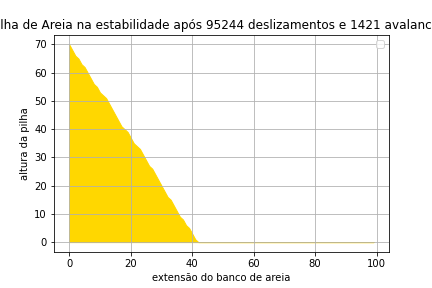 lha de Areia na estabilidade após 95244 deslizamentos e 1421 avalanc
70
60
50
40
30
20
10
0
altura da pilha
0 20 40 60 80 100
extensão do banco de areia